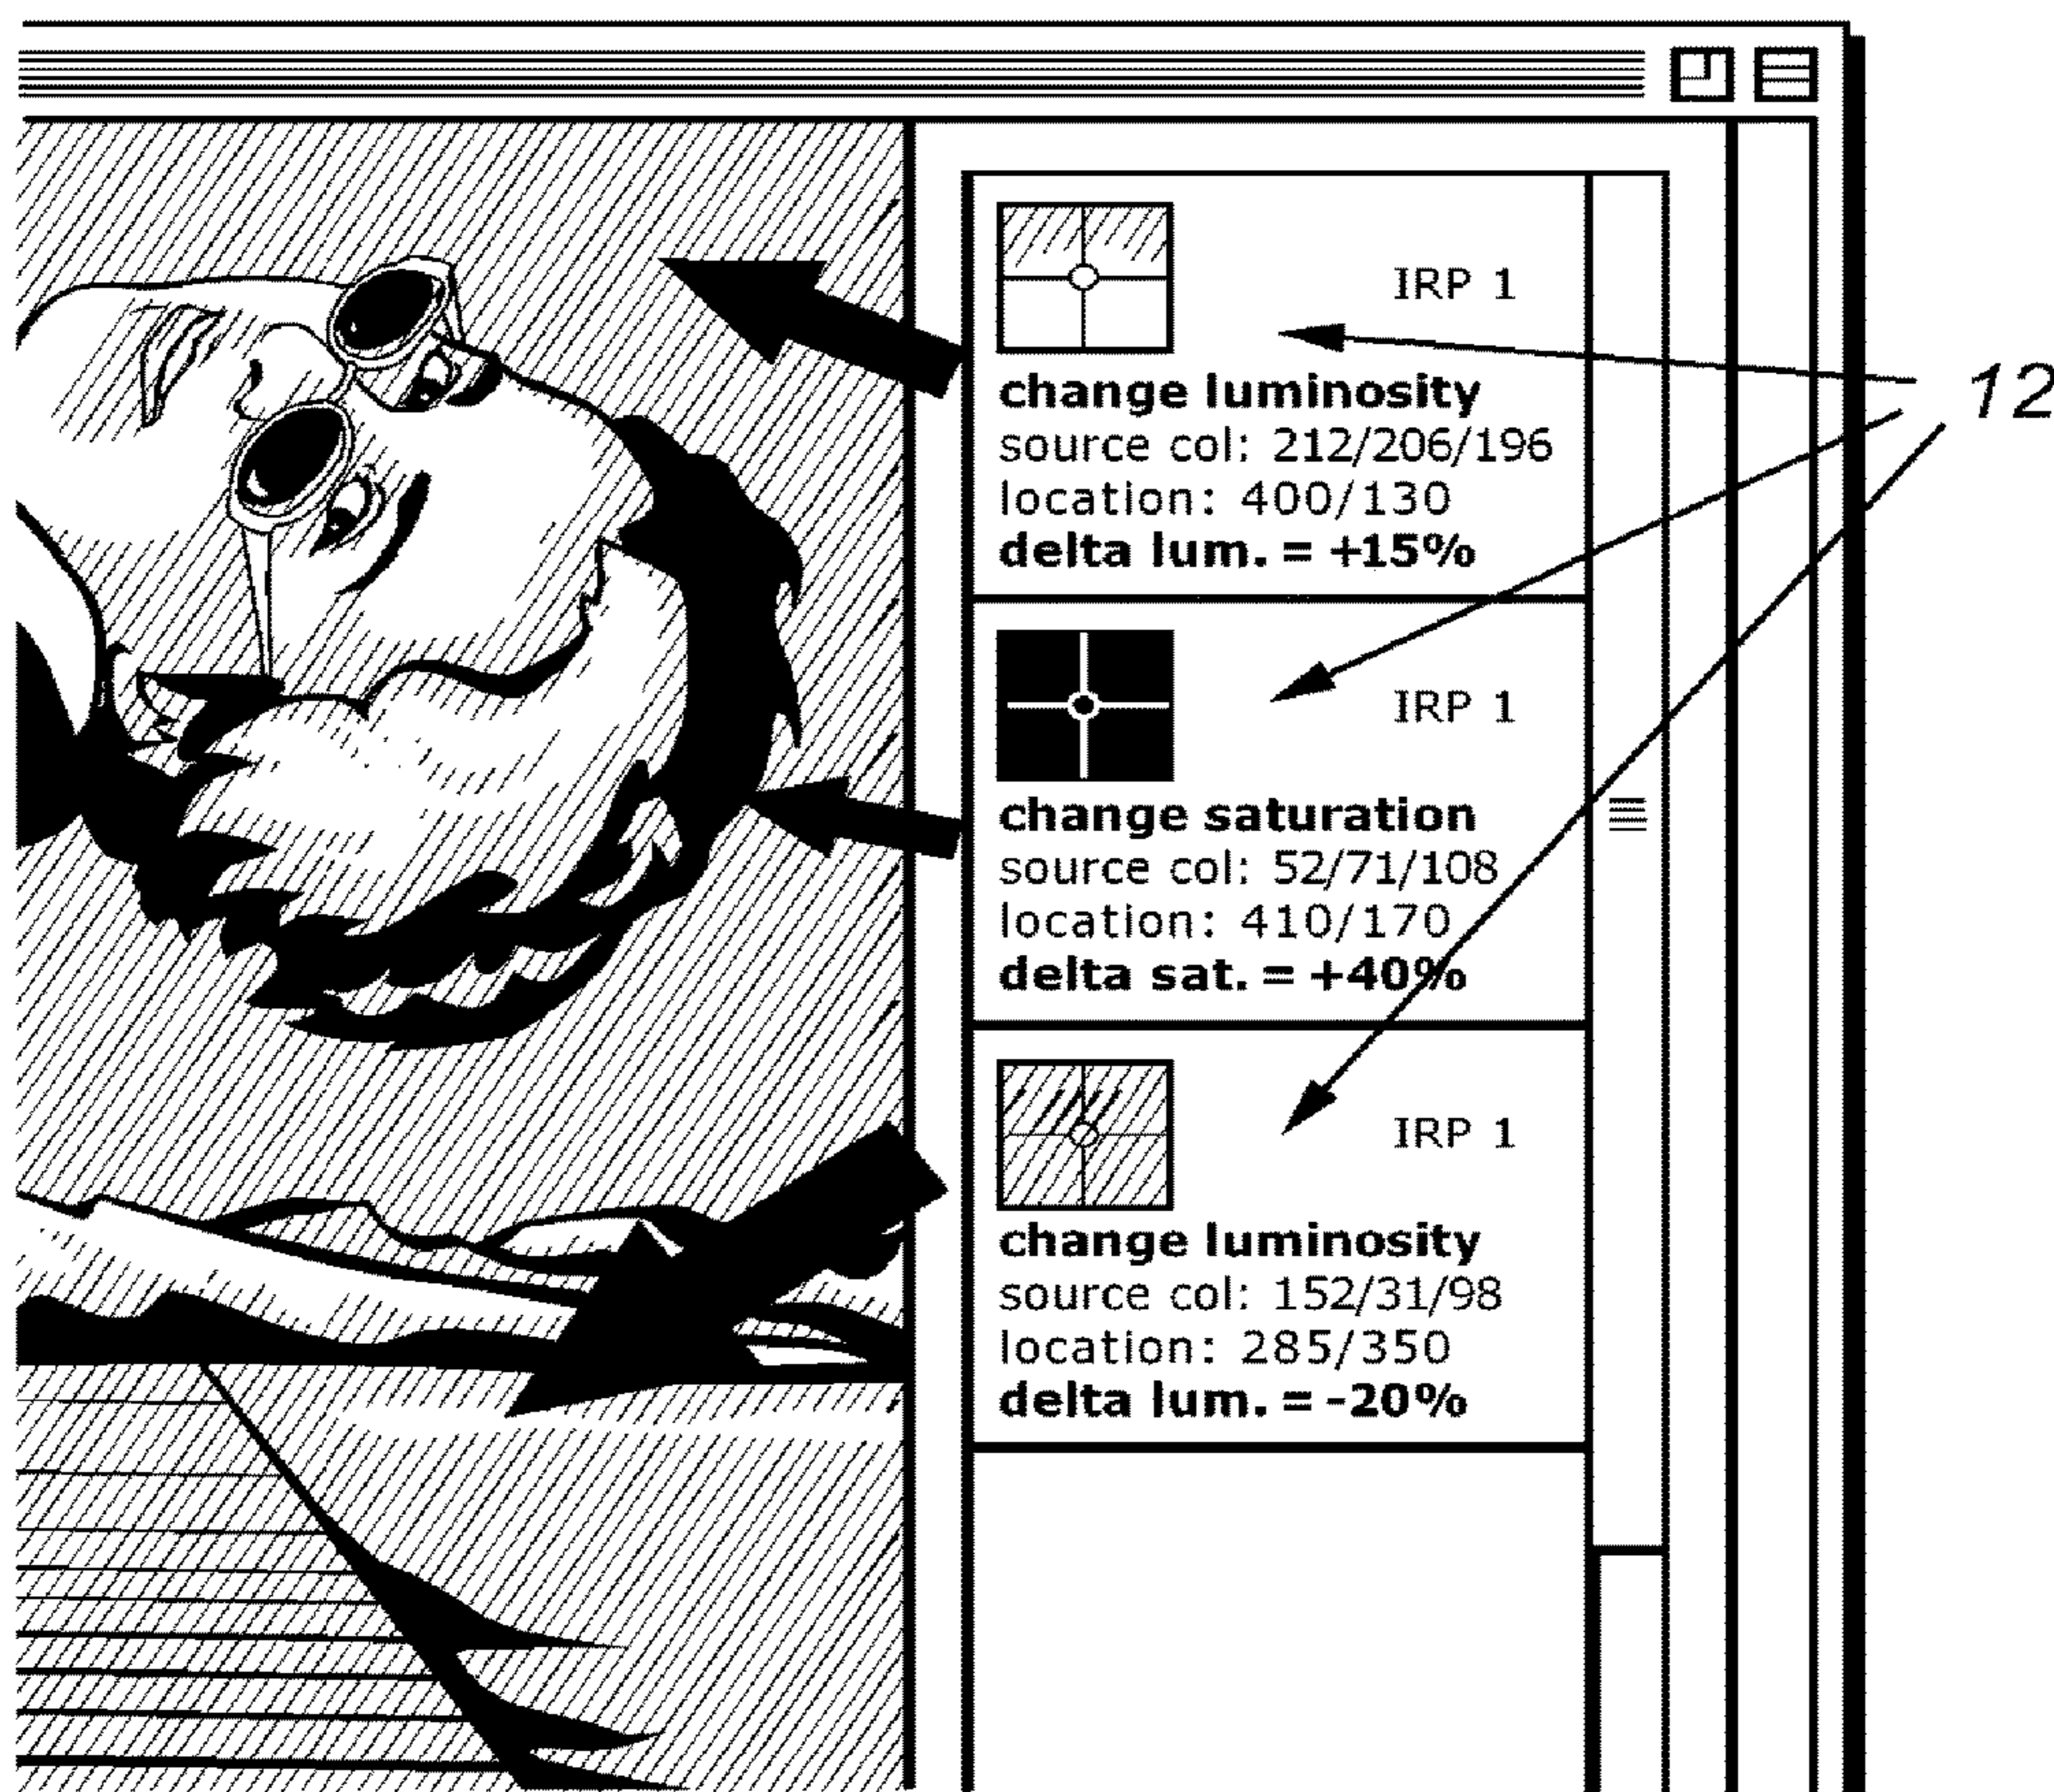 IRP 1
12
change luminosity
source col: 212/206/196
location: 400/130
delta lum. = +15%
IRP 1
change saturation
source col: 52/71/108
location: 410/170
delta sat. = +40%
IRP 1
change luminosity
source col: 152/31/98
location: 285/350
delta lum. = -20%